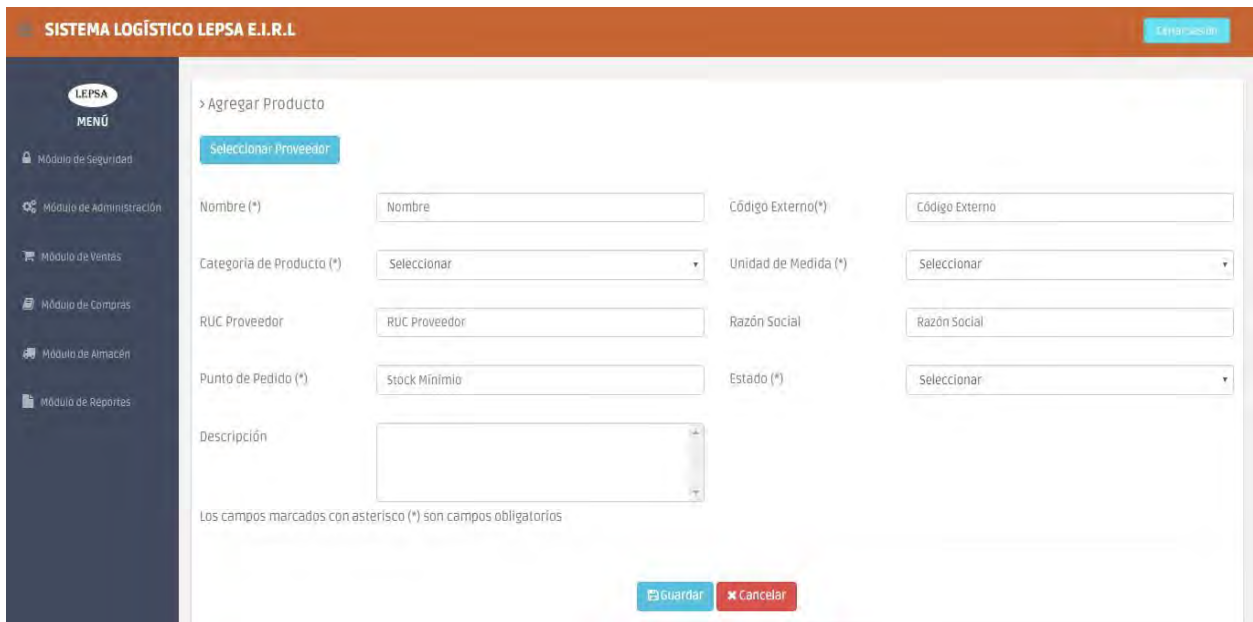 SISTEMA LOGÍSTICO LEPSA E.I.R.L
Cerrar Sesión
LEPSA
MENÚ
Módulo de Seguridad
Módulo de Administración
Módulo de Ventas
Módulo de Compras
Módulo de Almacén
Módulo de Reportes
> Agregar Producto
Seleccionar Proveedor
Nombre (*) Nombre Código Externo(*) Código Externo
Categoria de Producto (*) Seleccionar Unidad de Medida (*) Seleccionar
RUC Proveedor RUC Proveedor Razón Social Razón Social
Punto de Pedido (*) Stock Mínimio Estado (*) Seleccionar
Descripción
Los campos marcados con asterisco (*) son campos obligatorios
Guardar Cancelar